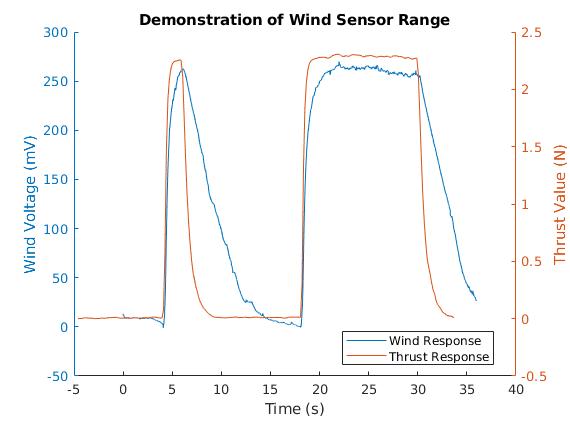 Demonstration of Wind Sensor Range
300
250
200
150
100
50
0
-50
Wind Voltage (mV)
2.5
2
1.5
1
0.5
0
-0.5
Thrust Value (N)
Wind Response
Thrust Response
-5 0 5 10 15 20 25 30 35 40
Time (s)